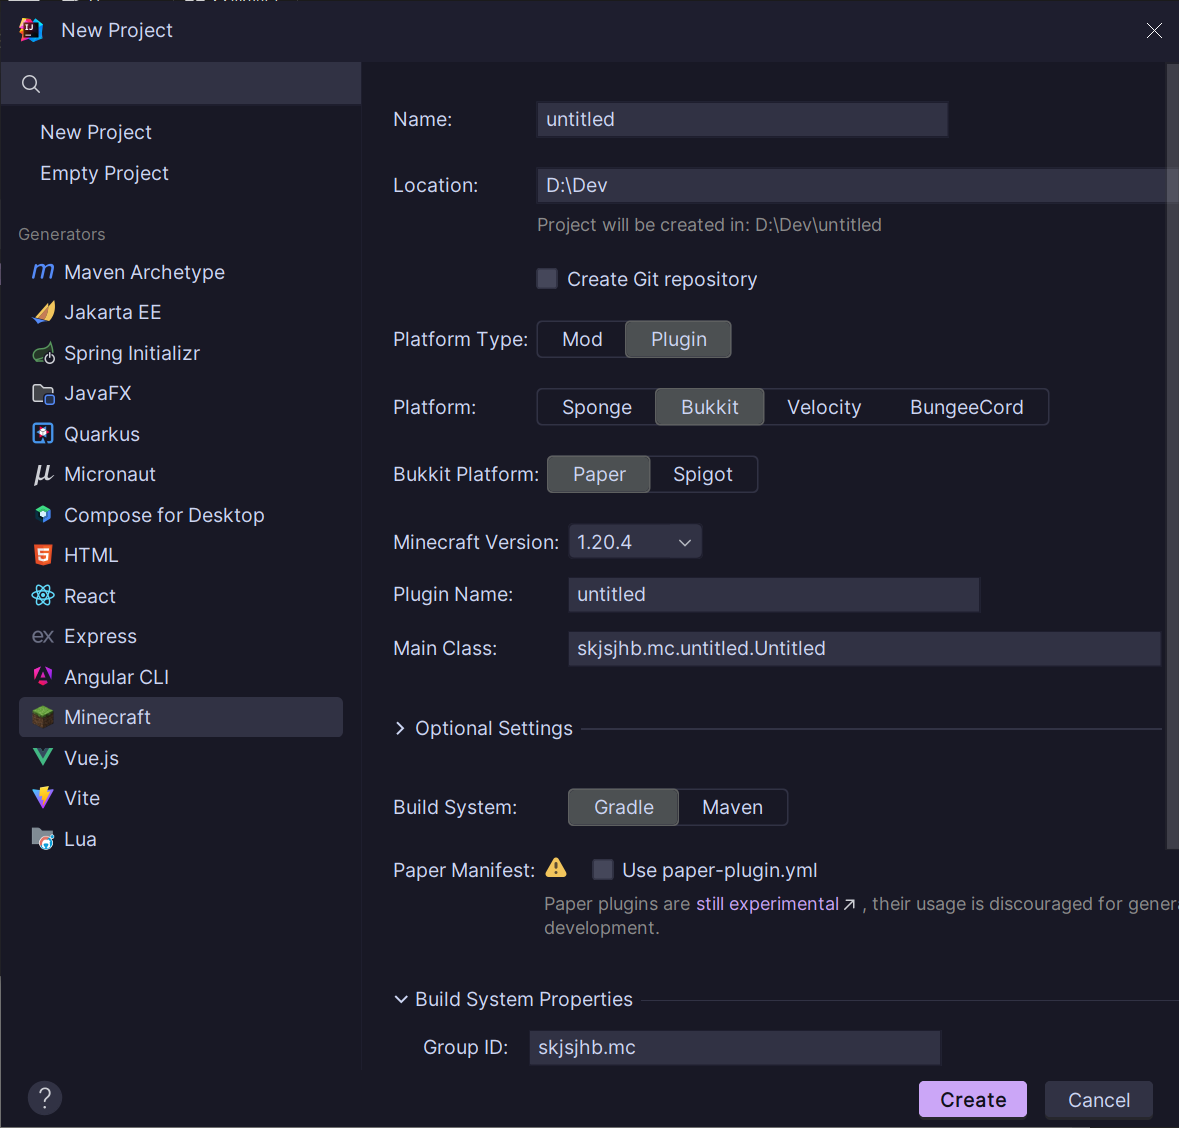 New Project
New Project
Empty Project
Generators
Maven Archetype
Jakarta EE
Spring Initializr
JavaFX
Quarkus
Micronaut
Compose for Desktop
HTML
React
ex Express
Angular CLI
Minecraft
Vue.js
Vite
Lua
Name: untitled
Location: D:\Dev
Project will be created in: D:\Dev\untitled
Create Git repository
Platform Type: Mod Plugin
Platform: Sponge Bukkit Velocity BungeeCord
Bukkit Platform: Paper Spigot
Minecraft Version: 1.20.4
Plugin Name: untitled
Main Class: skjsjhb.mc.untitled.Untitled
Optional Settings
Build System: Gradle Maven
Paper Manifest: Use paper-plugin.yml
Paper plugins are still experimental ↗ , their usage is discouraged for
development.
Build System Properties
Group ID: skjsjhb.mc
? Create Cancel